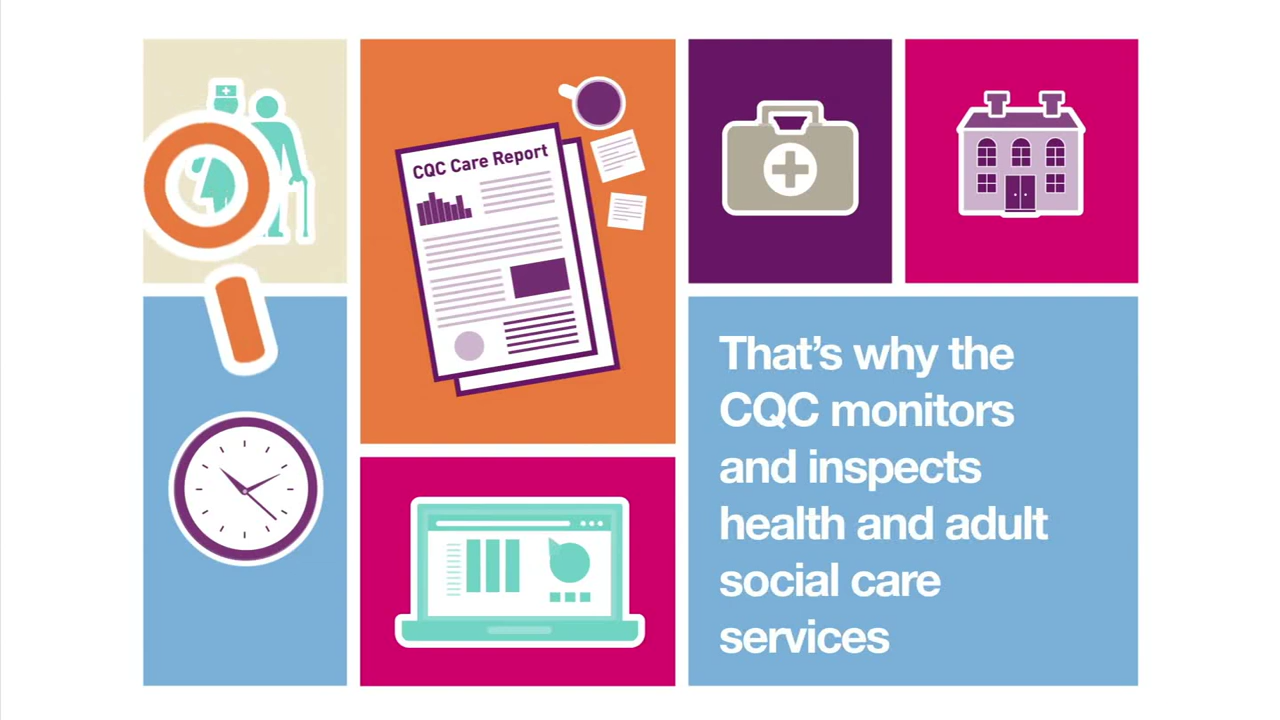 CQC Care Report
That's why the
CQC monitors
and inspects
health and adult
social care
services